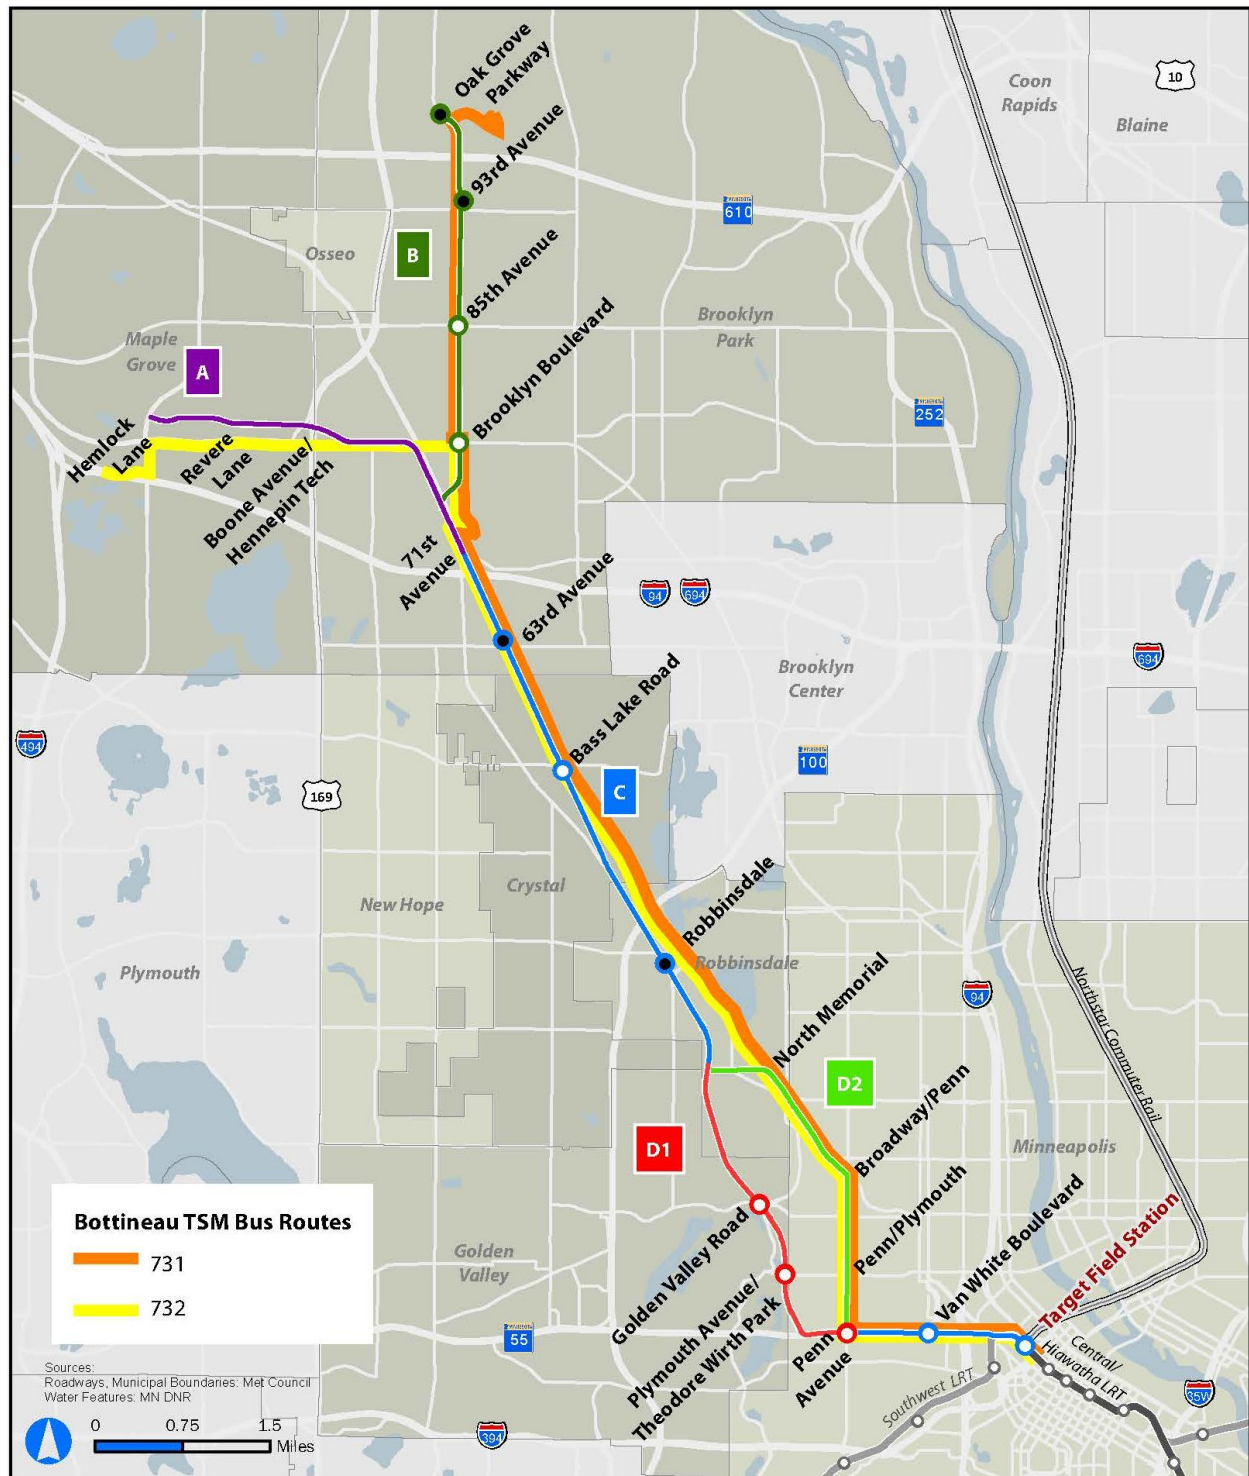 Oak Grove
Parkway
93rd Avenue
85th Avenue
Brooklyn Boulevard
Coon
Rapids
10
Blaine
610
B
Osseo
Brooklyn
Park
Maple
Grove
A
252
Hemlock
Lane
Revere
Lane
Boone Avenue/
Hennepin Tech
71st
Avenue
63rd Avenue
94
694
Brooklyn
Center
694
Bass Lake Road
494
169
100
C
Crystal
New Hope
Robbinsdale
Robbinsdale
Plymouth
North Memorial
94
Northstar Commuter Rail
D2
Broadway/Penn
Minneapolis
D1
Penn/Plymouth
Van White Boulevard
Target Field Station
Golden Valley Road
Golden
Valley
Plymouth Avenue/
Theodore Wirth Park
Penn
Avenue
55
Central/
Hiawatha LRT
Southwest LRT
35W
394
Bottineau TSM Bus Routes
731
732
Sources:
Roadways, Municipal Boundaries: Met Council
Water Features: MN DNR
0 0.75 1.5
Miles